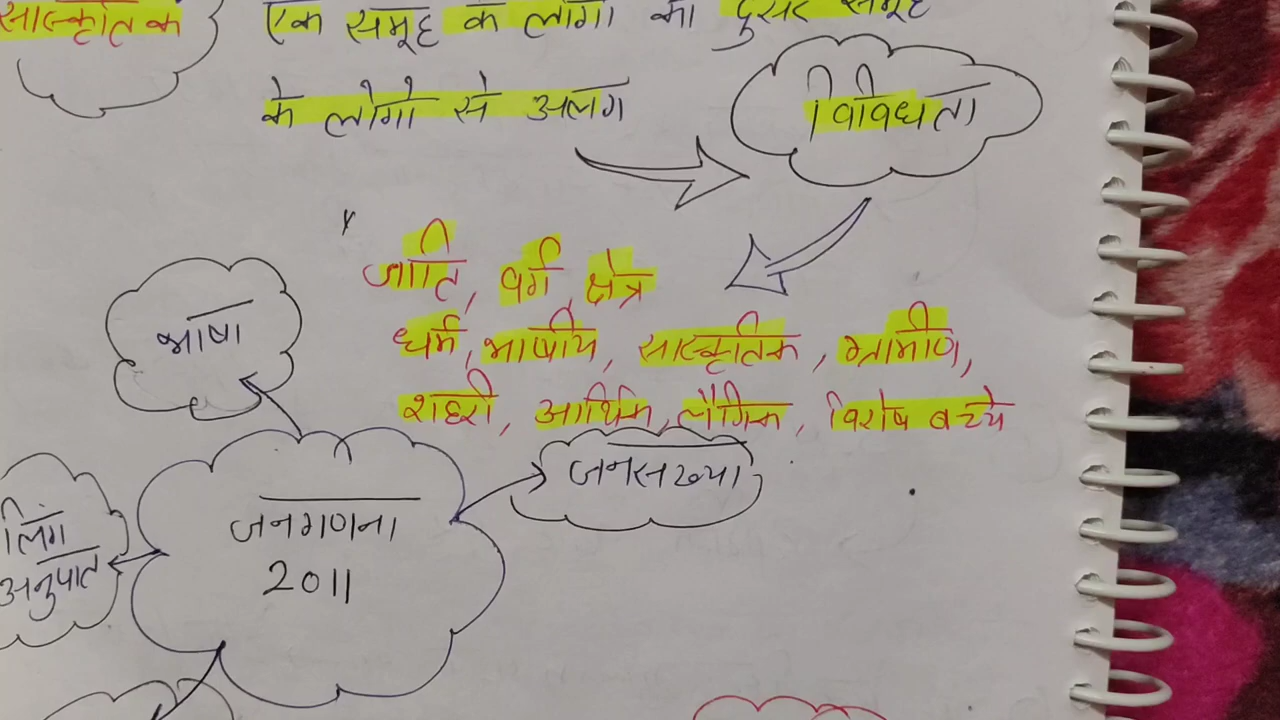 सांस्कृतिक
एक समूह के लोगों को दुसरे समूह
के लोगो से अलग
विविधता
जाति, वर्ग, क्षेत्र
धर्म, भाषीय, सास्कृतिक, ग्रामीण,
शहरी, आर्थिक, लैंगिक, विशेष बच्चे
भाषा
जनसंख्या
जनगणना
2011
लिंग
अनुपात